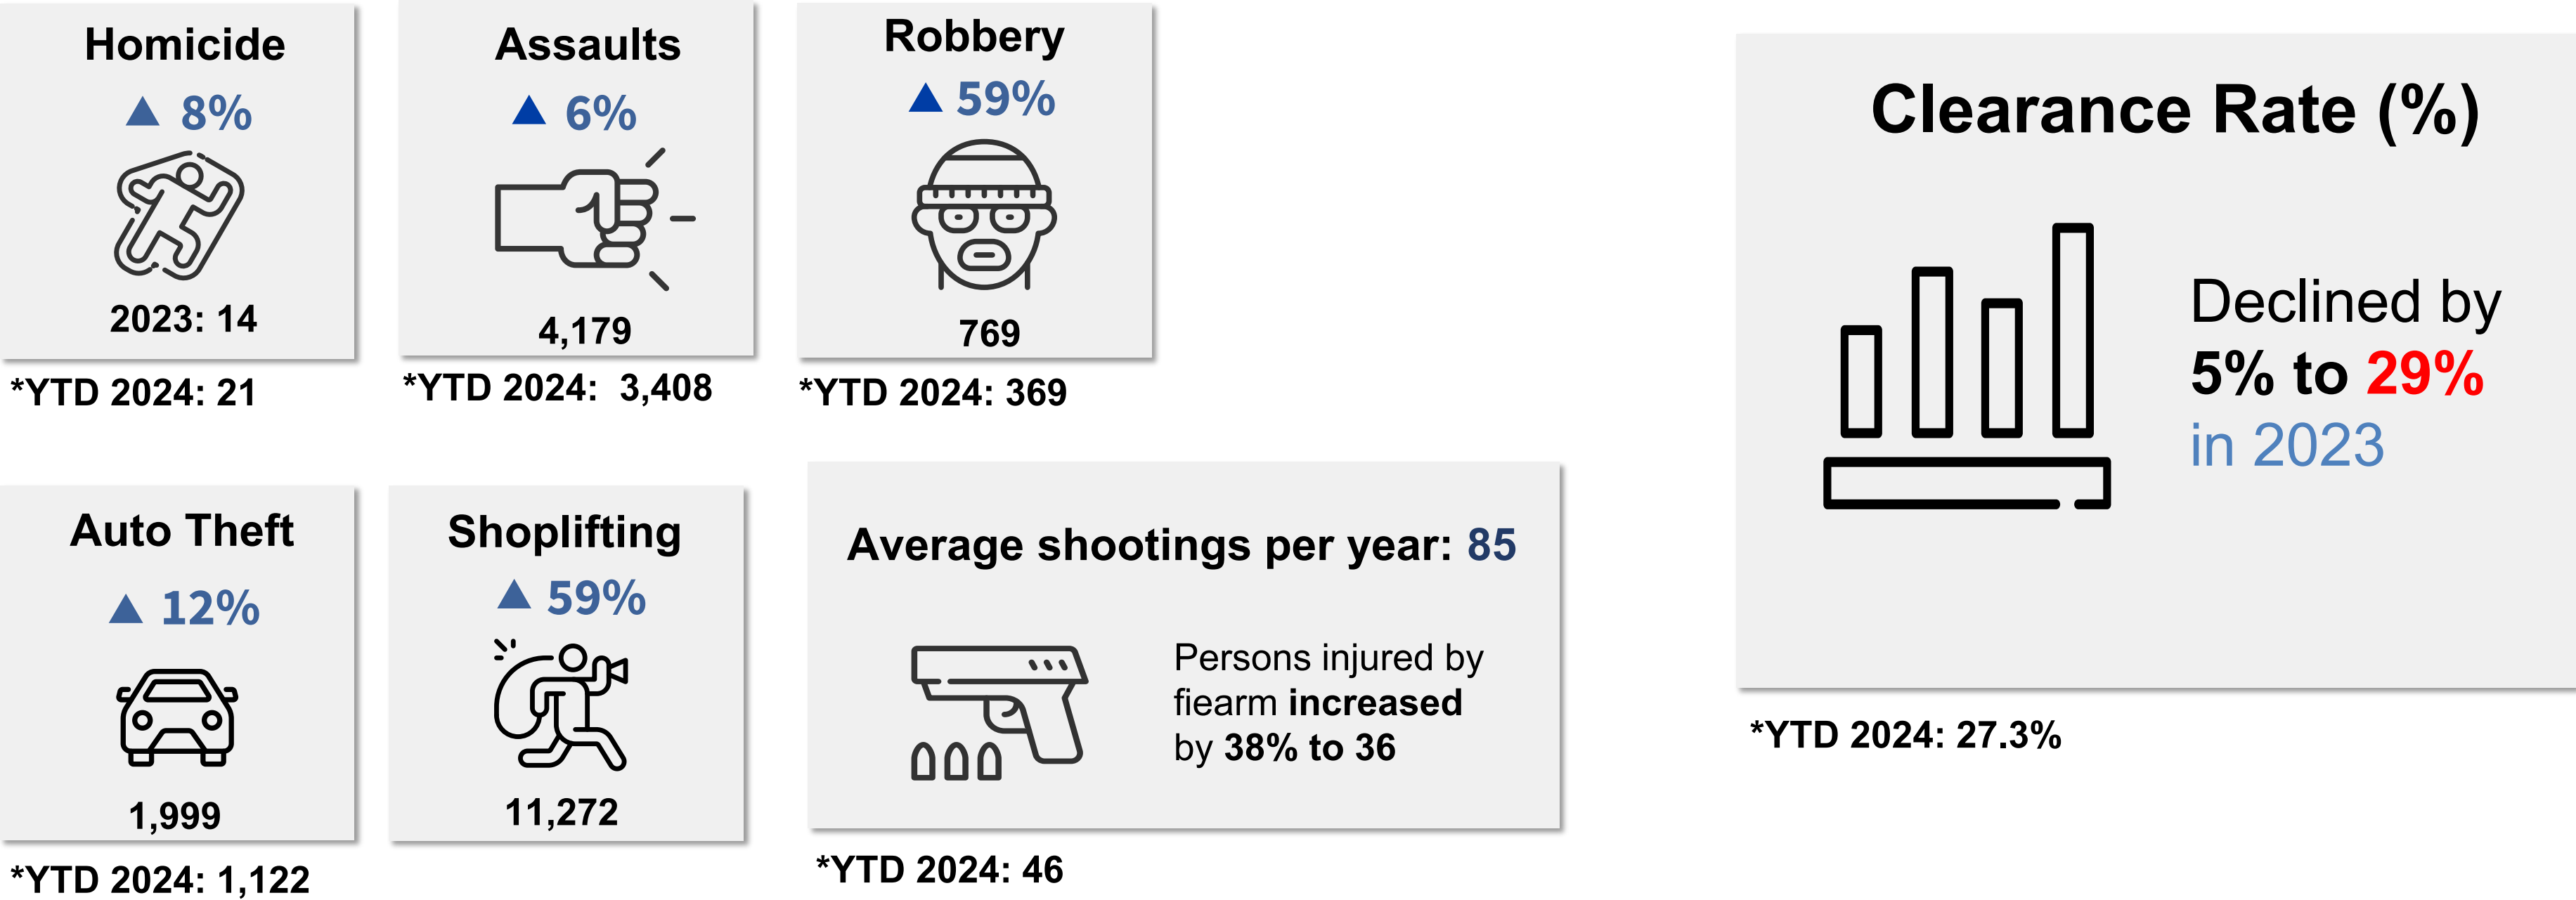 Homicide
▲ 8%
2023: 14
*YTD 2024: 21
Assaults
▲ 6%
4,179
*YTD 2024: 3,408
Robbery
▲ 59%
769
*YTD 2024: 369
Auto Theft
▲ 12%
1,999
*YTD 2024: 1,122
Shoplifting
▲ 59%
11,272
Average shootings per year: 85
Persons injured by
fiearm increased
by 38% to 36
*YTD 2024: 46
Clearance Rate (%)
Declined by
5% to 29%
in 2023
*YTD 2024: 27.3%